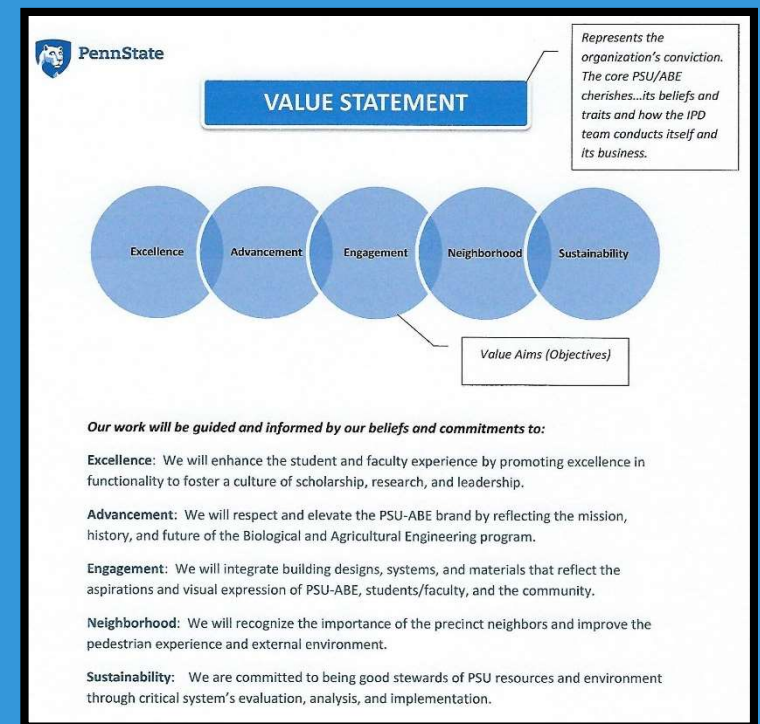 PennState
Represents the
organization's conviction.
The core PSU/ABE
cherishes...its beliefs and
traits and how the IPD
team conducts itself and
its business.
VALUE STATEMENT
Excellence
Advancement
Engagement
Neighborhood
Sustainability
Value Aims (Objectives)
Our work will be guided and informed by our beliefs and commitments to:
Excellence: We will enhance the student and faculty experience by promoting excellence in
functionality to foster a culture of scholarship, research, and leadership.
Advancement: We will respect and elevate the PSU-ABE brand by reflecting the mission,
history, and future of the Biological and Agricultural Engineering program.
Engagement: We will integrate building designs, systems, and materials that reflect the
aspirations and visual expression of PSU-ABE, students/faculty, and the community.
Neighborhood: We will recognize the importance of the precinct neighbors and improve the
pedestrian experience and external environment.
Sustainability: We are committed to being good stewards of PSU resources and environment
through critical system's evaluation, analysis, and implementation.